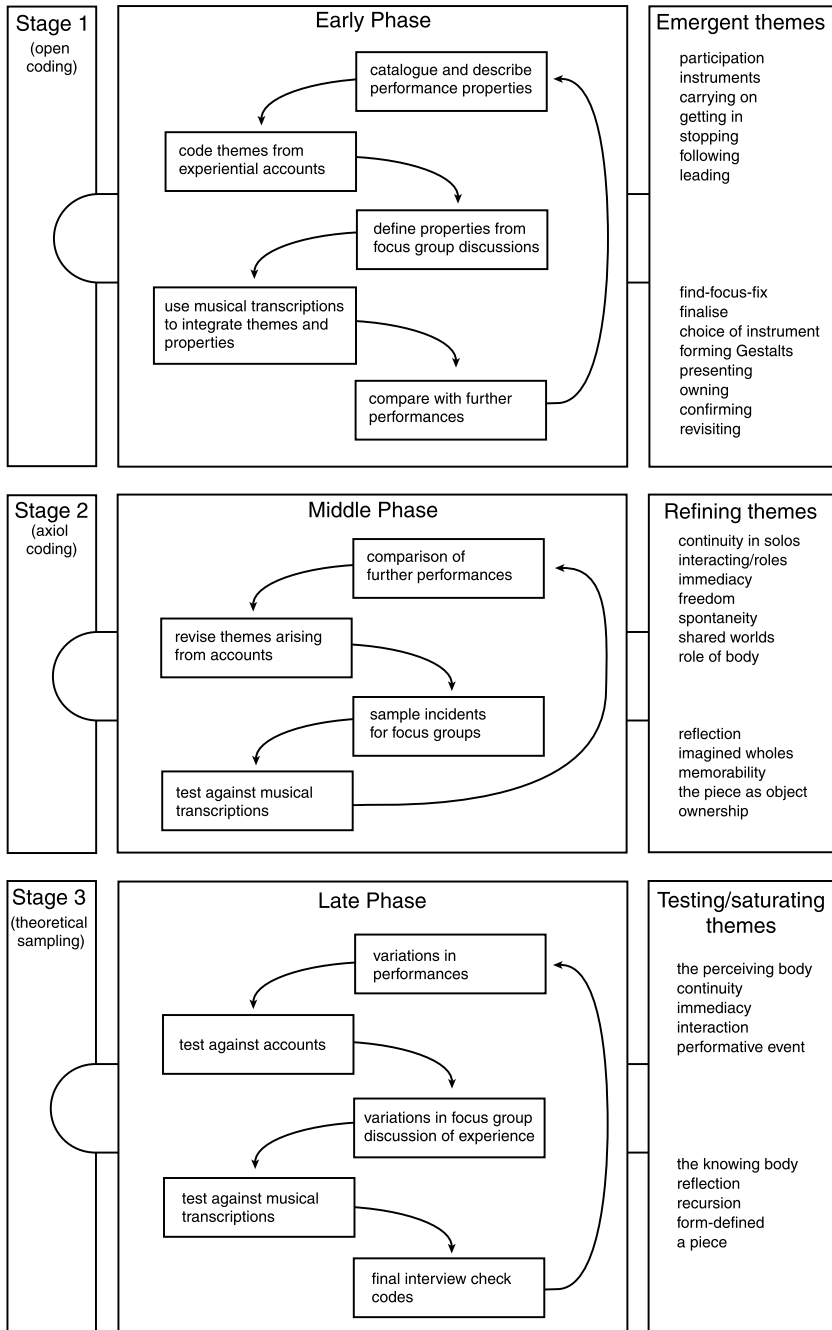 Stage 1
(open
coding)
Early Phase
catalogue and describe
performance properties
code themes from
experiential accounts
define properties from
focus group discussions
use musical transcriptions
to integrate themes and
properties
compare with further
performances
Emergent themes
participation
instruments
carrying on
getting in
stopping
following
leading
find-focus-fix
finalise
choice of instrument
forming Gestalts
presenting
owning
confirming
revisiting
Stage 2
(axiol
coding)
Middle Phase
comparison of
further performances
revise themes arising
from accounts
sample incidents
for focus groups
test against musical
transcriptions
Refining themes
continuity in solos
interacting/roles
immediacy
freedom
spontaneity
shared worlds
role of body
reflection
imagined wholes
memorability
the piece as object
ownership
Stage 3
(theoretical
sampling)
Late Phase
variations in
performances
test against accounts
variations in focus group
discussion of experience
test against musical
transcriptions
final interview check
codes
Testing/saturating
themes
the perceiving body
continuity
immediacy
interaction
performative event
the knowing body
reflection
recursion
form-defined
a piece